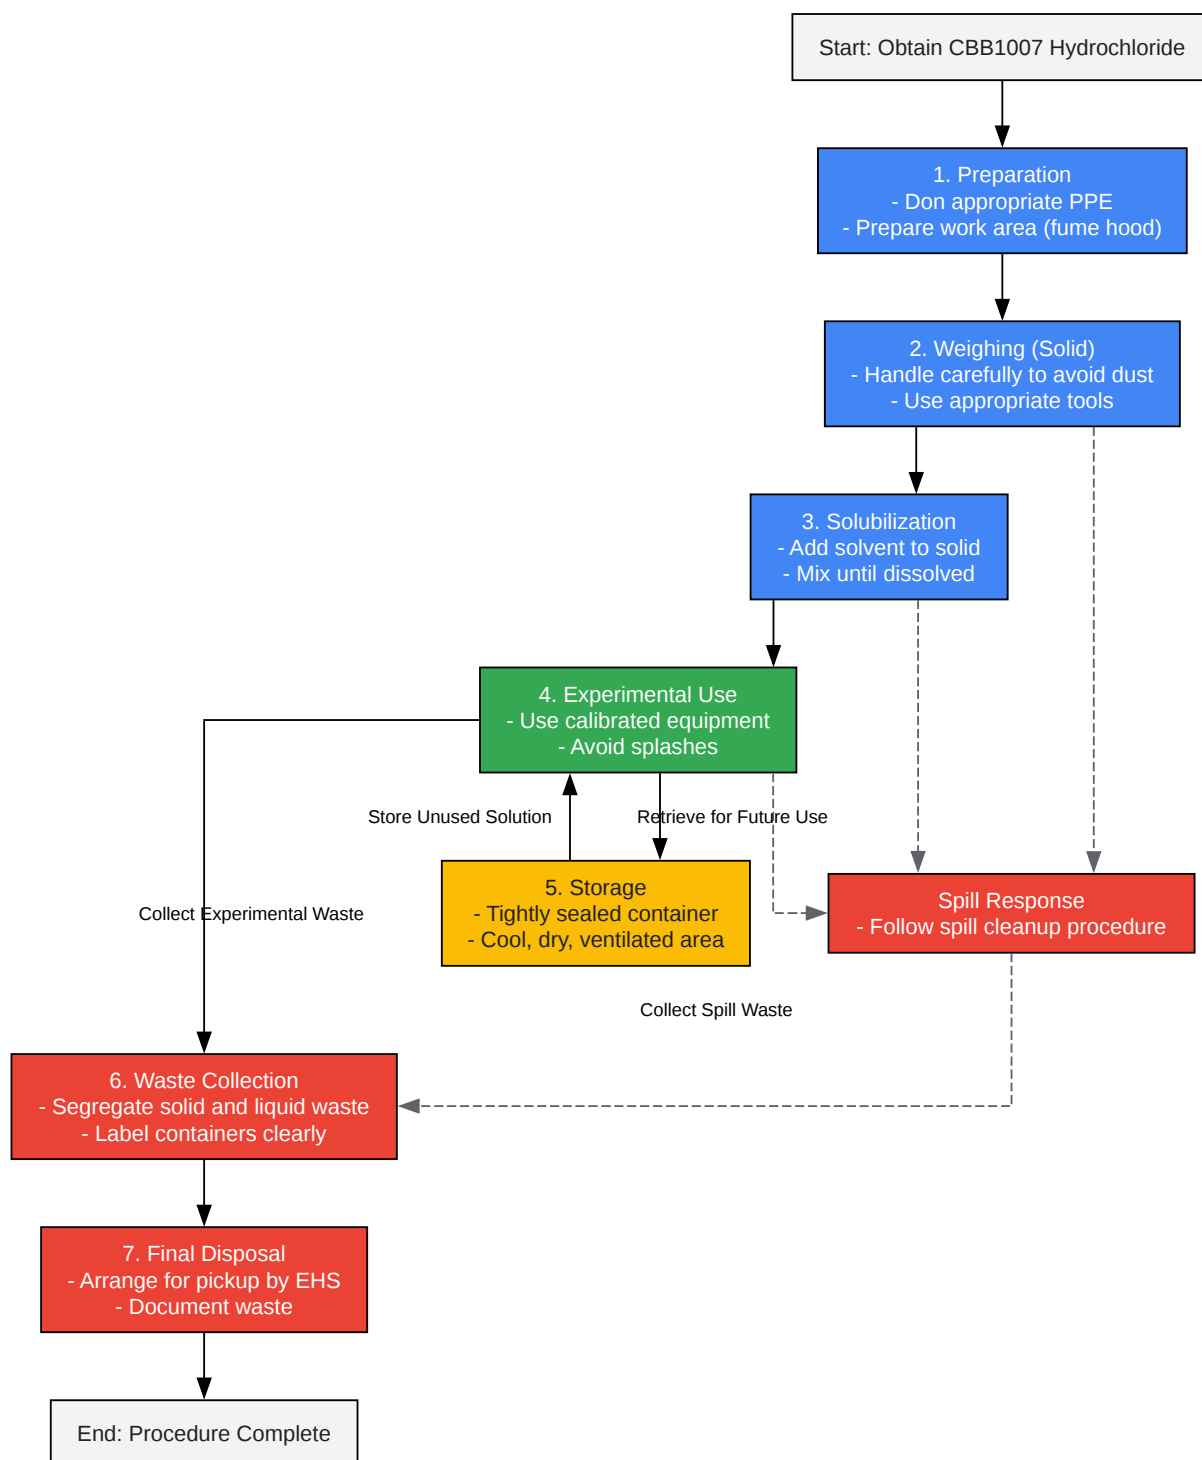 Start: Obtain CBB1007 Hydrochloride
1. Preparation
- Don appropriate PPE
- Prepare work area (fume hood)
2. Weighing (Solid)
- Handle carefully to avoid dust
- Use appropriate tools
3. Solubilization
- Add solvent to solid
- Mix until dissolved
4. Experimental Use
- Use calibrated equipment
- Avoid splashes
Store Unused Solution
Retrieve for Future Use
5. Storage
- Tightly sealed container
- Cool, dry, ventilated area
Collect Experimental Waste
Spill Response
- Follow spill cleanup procedure
Collect Spill Waste
6. Waste Collection
- Segregate solid and liquid waste
- Label containers clearly
7. Final Disposal
- Arrange for pickup by EHS
- Document waste
End: Procedure Complete